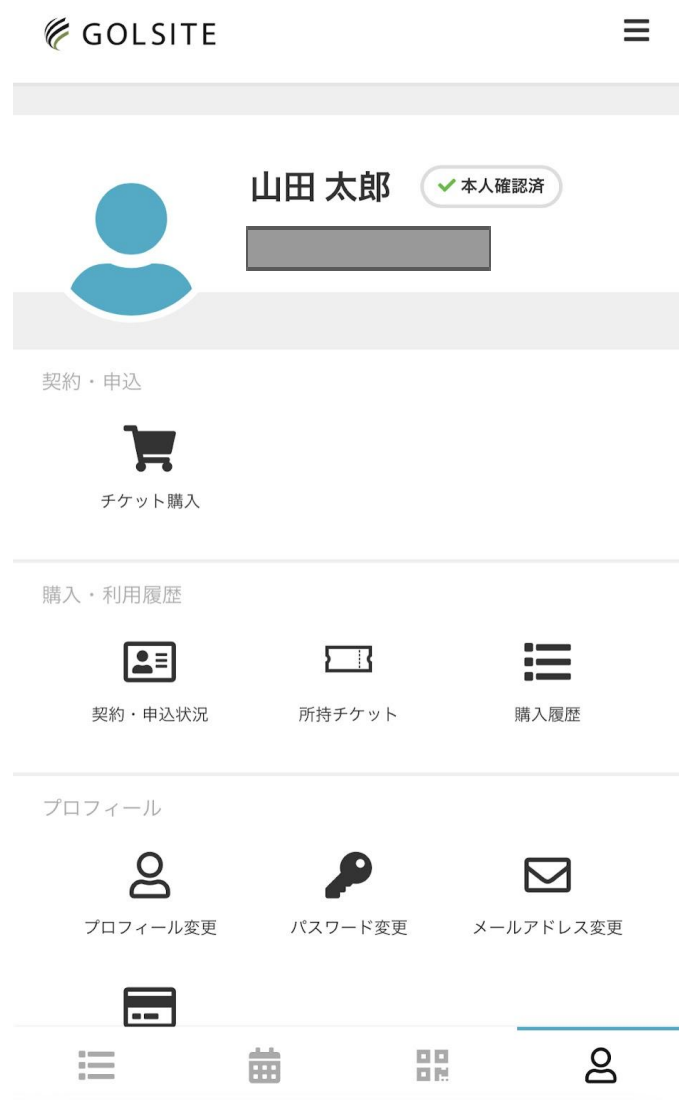 GOLSITE
山田 太郎
本人確認済
契約・申込
チケット購入
購入・利用履歴
契約・申込状況
所持チケット
購入履歴
プロフィール
プロフィール変更
パスワード変更
メールアドレス変更